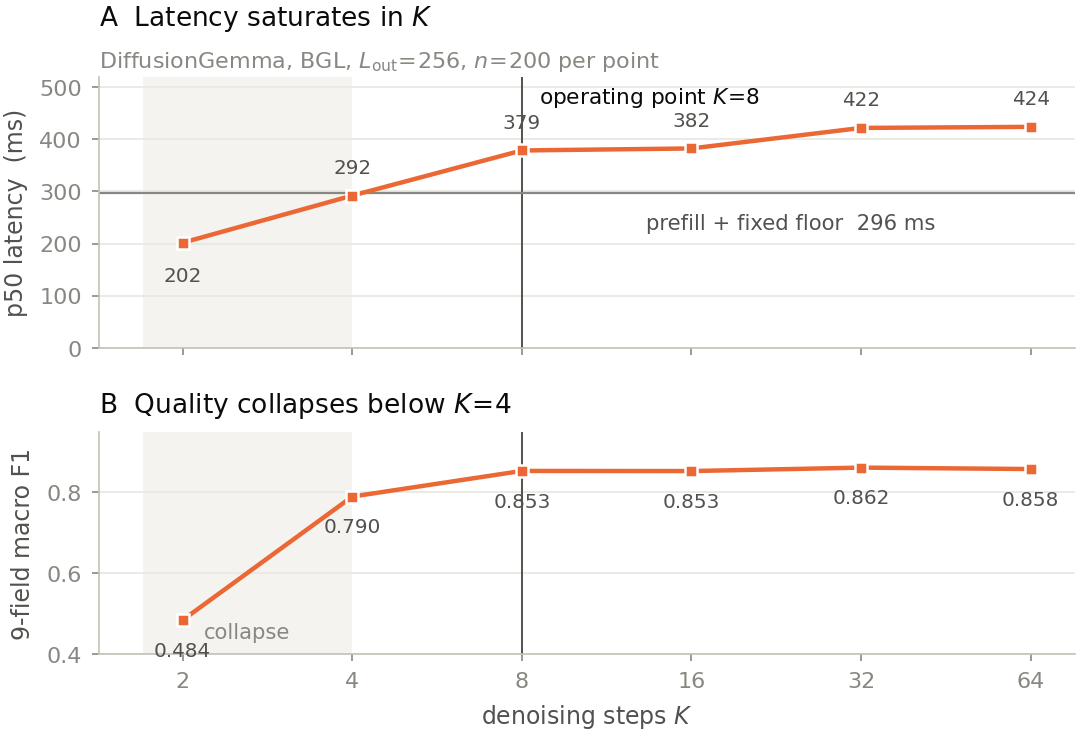 A Latency saturates in K
DiffusionGemma, BGL, Lout=256, n=200 per point
p50 latency (ms)
500
400
300
200
100
0
202
292
379
382
422
424
operating point K=8
prefill + fixed floor 296 ms
B Quality collapses below K=4
9-field macro F1
0.8
0.6
0.4
0.484
0.790
0.853
0.853
0.862
0.858
collapse
2 4 8 16 32 64
denoising steps K